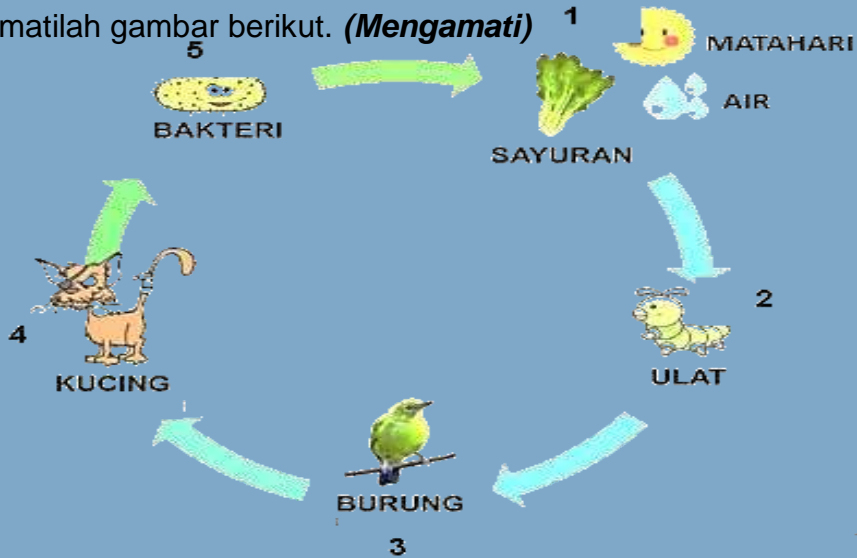 matilah gambar berikut. (Mengamati)
1
MATAHARI
AIR
SAYURAN
2
ULAT
3
BURUNG
4
KUCING
5
BAKTERI